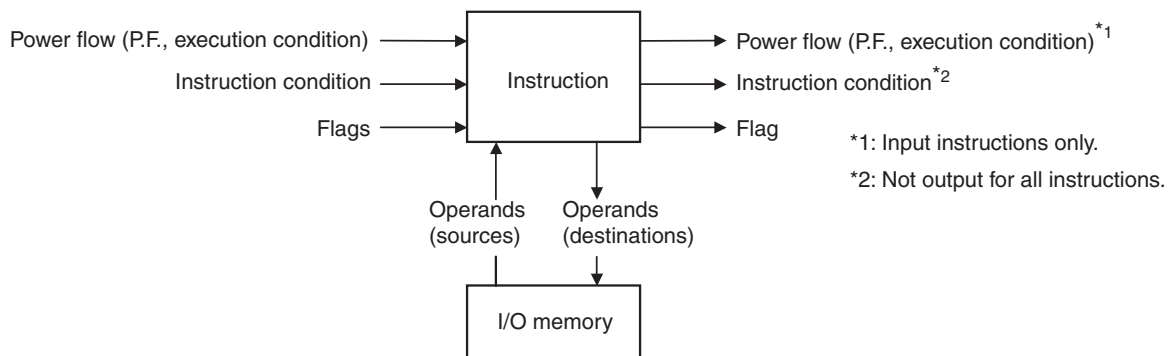 Power flow (P.F., execution condition)
Instruction condition
Flags
Instruction
Power flow (P.F., execution condition)*1
Instruction condition*2
Flag
*1: Input instructions only.
*2: Not output for all instructions.
Operands
(sources)
Operands
(destinations)
I/O memory